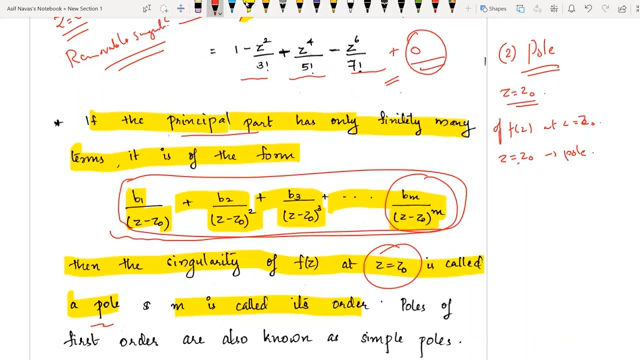 Asif Navas's Notebook » New Section 1
Removable singul
= 1 - z²/3! + z⁴/5! - z⁶/7! + 0
(2) Pole
z = z₀
of f(z) at z = z₀.
z = z₀ → pole.
* If the principal part has only finitely many
terms, it is of the form
b₁/(z-z₀) + b₂/(z-z₀)² + b₃/(z-z₀)³ + .... bₘ/(z-z₀)ᵐ
then the singularity of f(z) at z = z₀ is called
a pole & m is called its order. Poles of
first order are also known as simple poles.